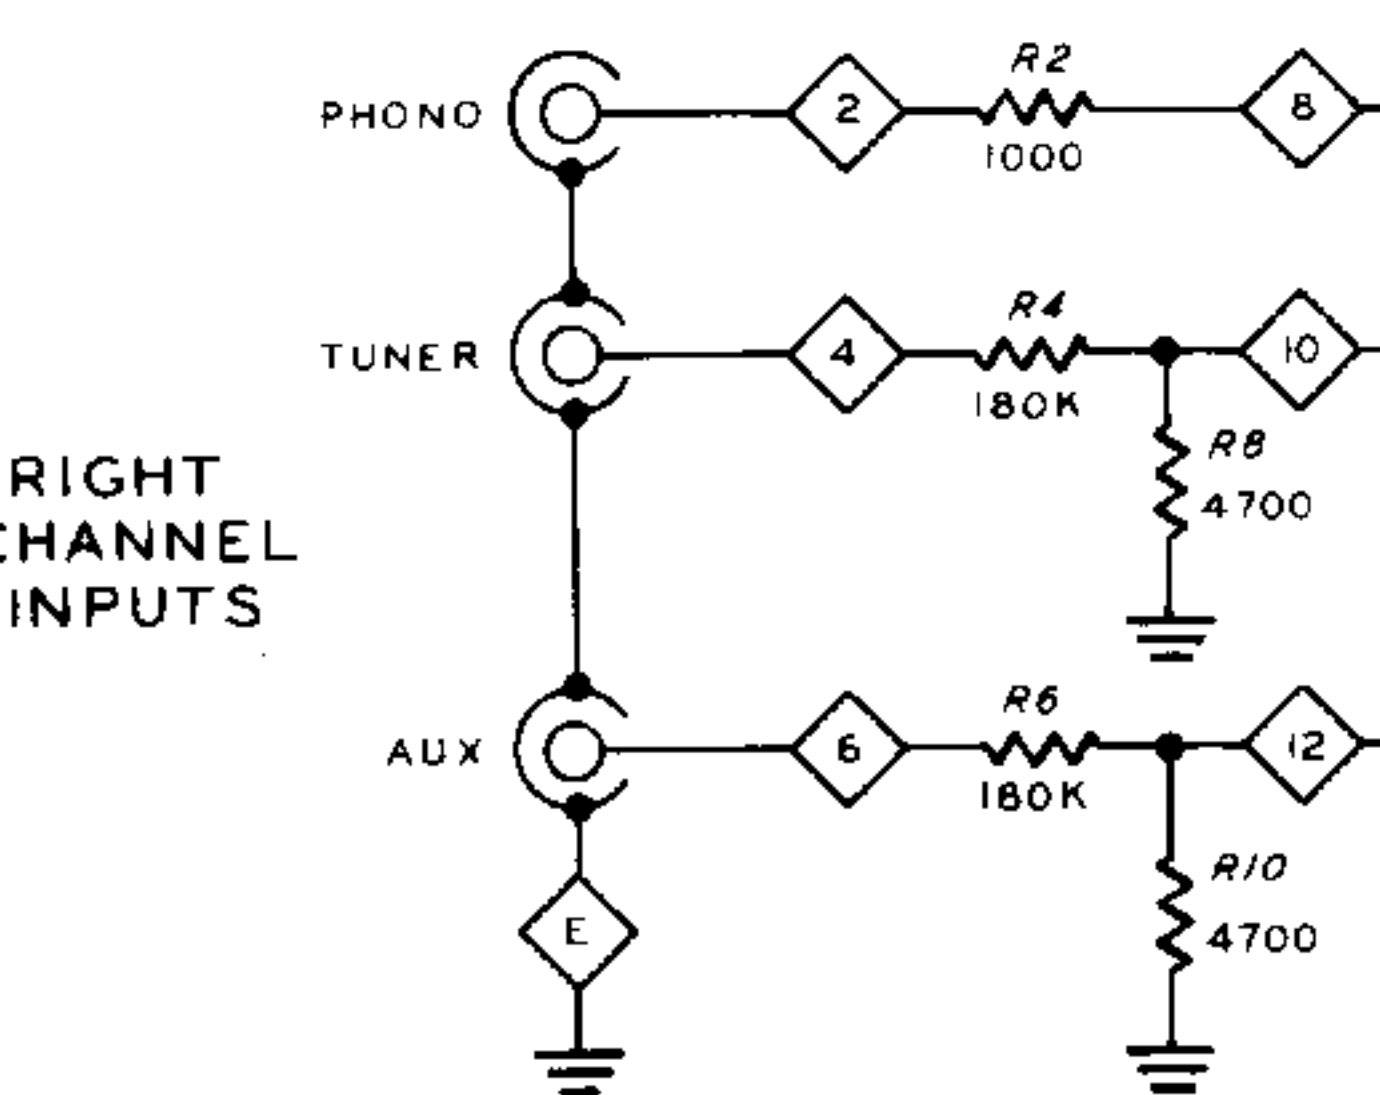 R2
PHONO 2 8
1000
R4
TUNER 4 10
180K
R8
RIGHT
4700
CHANNEL
INPUTS
R6
AUX 6 12
180K
R10
E
4700